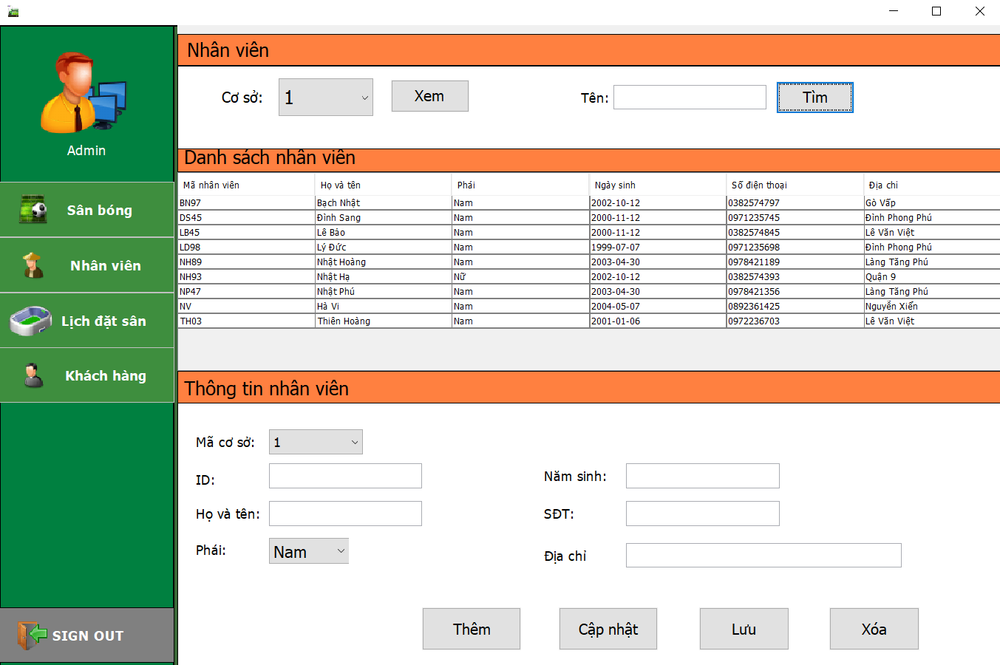 Nhân viên
Cơ sở: 1 Xem Tên: Tìm
Admin
Danh sách nhân viên
Mã nhân viên Họ và tên Phái Ngày sinh Số điện thoại Địa chỉ
BN97 Bạch Nhật Nam 2002-10-12 0382574797 Gò Vấp
DS45 Đình Sang Nam 2000-11-12 0971235745 Đình Phong Phú
LB45 Lê Bảo Nam 2000-11-12 0382574845 Lê Văn Việt
LD98 Lý Đức Nam 1999-07-07 0971235698 Đình Phong Phú
NH89 Nhật Hoàng Nam 2003-04-30 0978421189 Làng Tăng Phú
NH93 Nhật Hạ Nữ 2002-10-12 0382574393 Quận 9
NP47 Nhật Phú Nam 2003-04-30 0978421356 Làng Tăng Phú
NV Hà Vi Nam 2004-05-07 0892361425 Nguyễn Xiển
TH03 Thiên Hoàng Nam 2001-01-06 0972236703 Lê Văn Việt
Sân bóng
Nhân viên
Lịch đặt sân
Khách hàng
SIGN OUT
Thông tin nhân viên
Mã cơ sở: 1
ID: Năm sinh:
Họ và tên: SĐT:
Phái: Nam Địa chỉ
Thêm Cập nhật Lưu Xóa